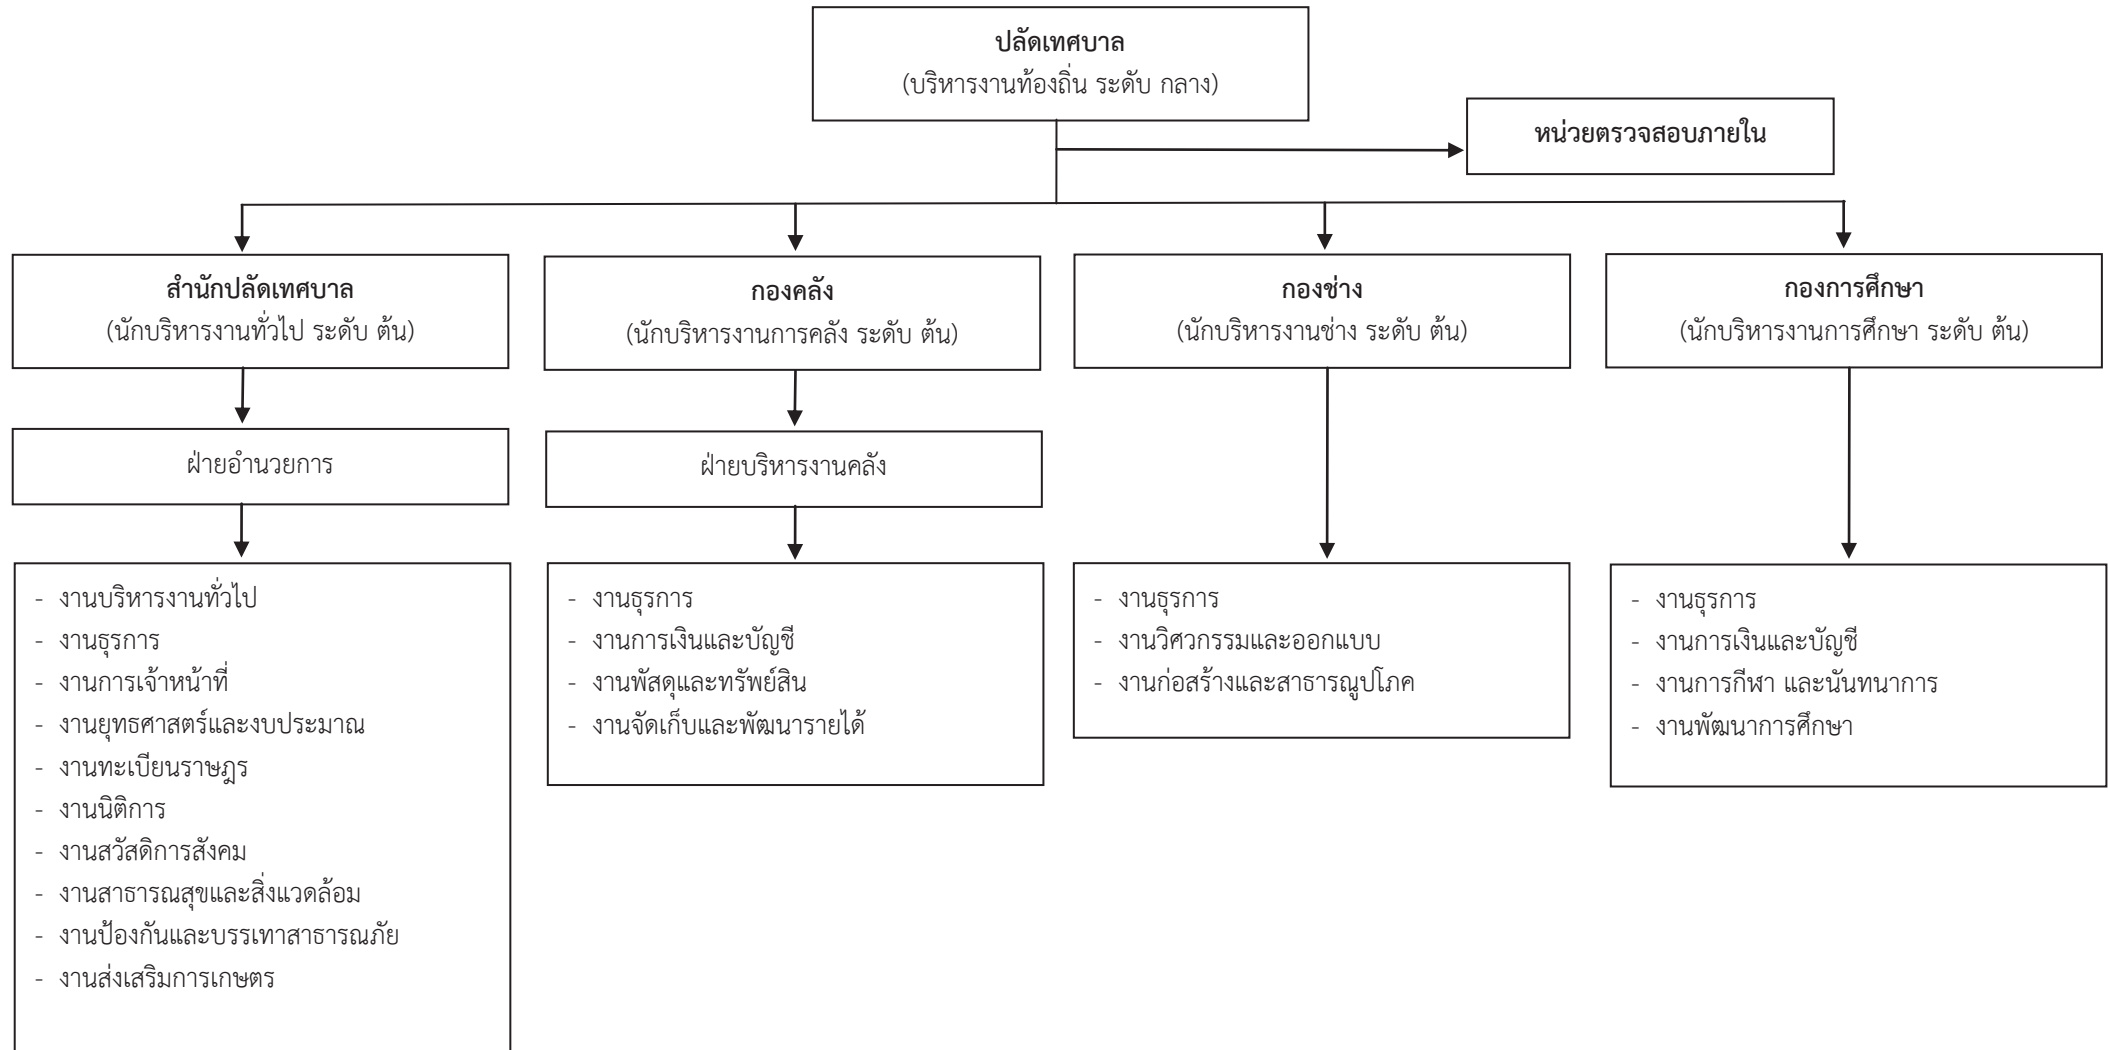 ปลัดเทศบาล
(บริหารงานท้องถิ่น ระดับ กลาง)
หน่วยตรวจสอบภายใน
สำนักปลัดเทศบาล
(นักบริหารงานทั่วไป ระดับ ต้น)
กองคลัง
(นักบริหารงานการคลัง ระดับ ต้น)
กองช่าง
(นักบริหารงานช่าง ระดับ ต้น)
กองการศึกษา
(นักบริหารงานการศึกษา ระดับ ต้น)
ฝ่ายอำนวยการ
ฝ่ายบริหารงานคลัง
- งานบริหารงานทั่วไป
- งานธุรการ
- งานการเจ้าหน้าที่
- งานยุทธศาสตร์และงบประมาณ
- งานทะเบียนราษฎร
- งานนิติการ
- งานสวัสดิการสังคม
- งานสาธารณสุขและสิ่งแวดล้อม
- งานป้องกันและบรรเทาสาธารณภัย
- งานส่งเสริมการเกษตร
- งานธุรการ
- งานการเงินและบัญชี
- งานพัสดุและทรัพย์สิน
- งานจัดเก็บและพัฒนารายได้
- งานธุรการ
- งานวิศวกรรมและออกแบบ
- งานก่อสร้างและสาธารณูปโภค
- งานธุรการ
- งานการเงินและบัญชี
- งานการกีฬา และนันทนาการ
- งานพัฒนาการศึกษา